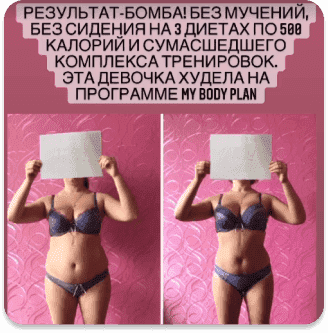 РЕЗУЛЬТАТ-БОМБА! БЕЗ МУЧЕНИЙ,
БЕЗ СИДЕНИЯ НА 3 ДИЕТАХ ПО 500
КАЛОРИЙ И СУМАСШЕДШЕГО
КОМПЛЕКСА ТРЕНИРОВОК.
ЭТА ДЕВОЧКА ХУДЕЛА НА
ПРОГРАММЕ MY BODY PLAN